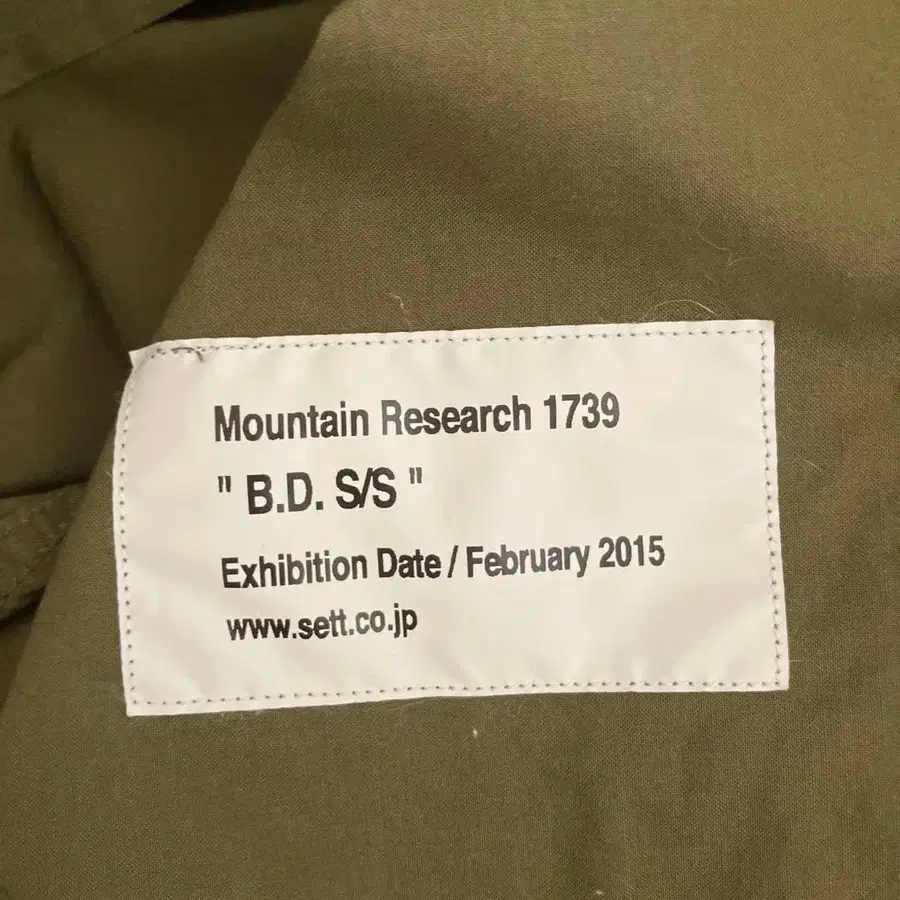 Mountain Research 1739
" B.D. S/S "
Exhibition Date / February 2015
www.sett.co.jp